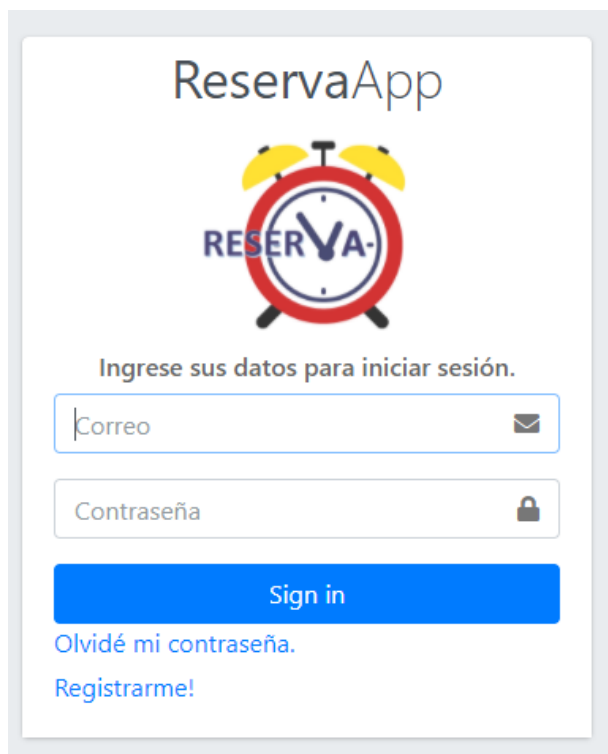 ReservaApp
RESERVA-
Ingrese sus datos para iniciar sesión.
Correo
Contraseña
Sign in
Olvidé mi contraseña.
Registrarme!